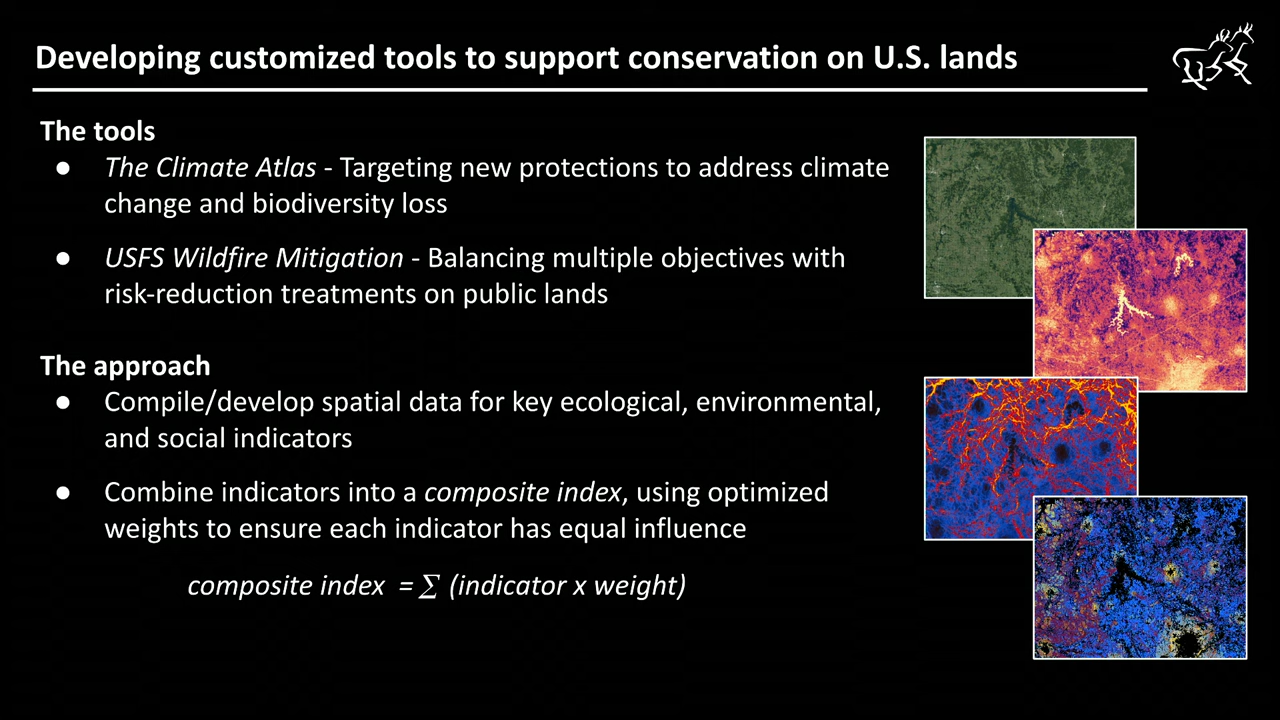 Developing customized tools to support conservation on U.S. lands
The tools
● The Climate Atlas - Targeting new protections to address climate
change and biodiversity loss
● USFS Wildfire Mitigation - Balancing multiple objectives with
risk-reduction treatments on public lands
The approach
● Compile/develop spatial data for key ecological, environmental,
and social indicators
● Combine indicators into a composite index, using optimized
weights to ensure each indicator has equal influence
composite index = Σ (indicator x weight)